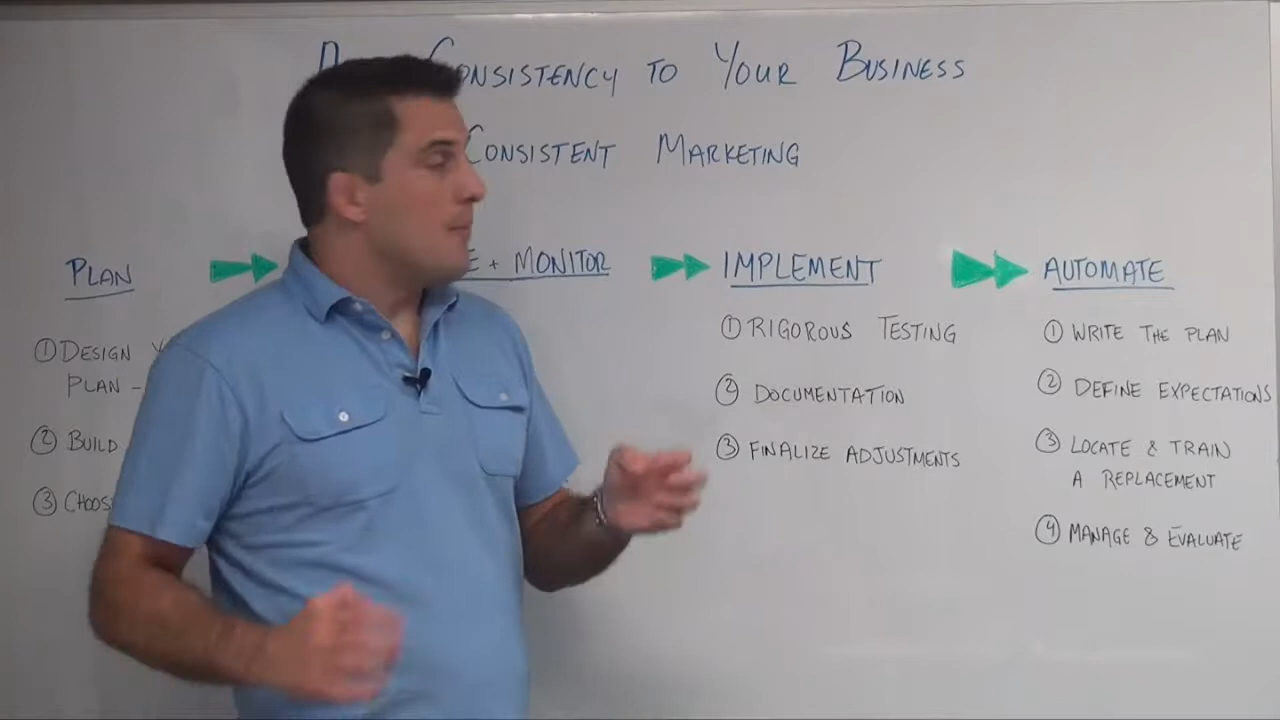 CONSISTENCY TO YOUR BUSINESS
CONSISTENT MARKETING
PLAN
① DESIGN
PLAN -
② BUILD
③
+ MONITOR
IMPLEMENT
① RIGOROUS TESTING
② DOCUMENTATION
③ FINALIZE ADJUSTMENTS
AUTOMATE
① WRITE THE PLAN
② DEFINE EXPECTATIONS
③ LOCATE & TRAIN
A REPLACEMENT
④ MANAGE & EVALUATE